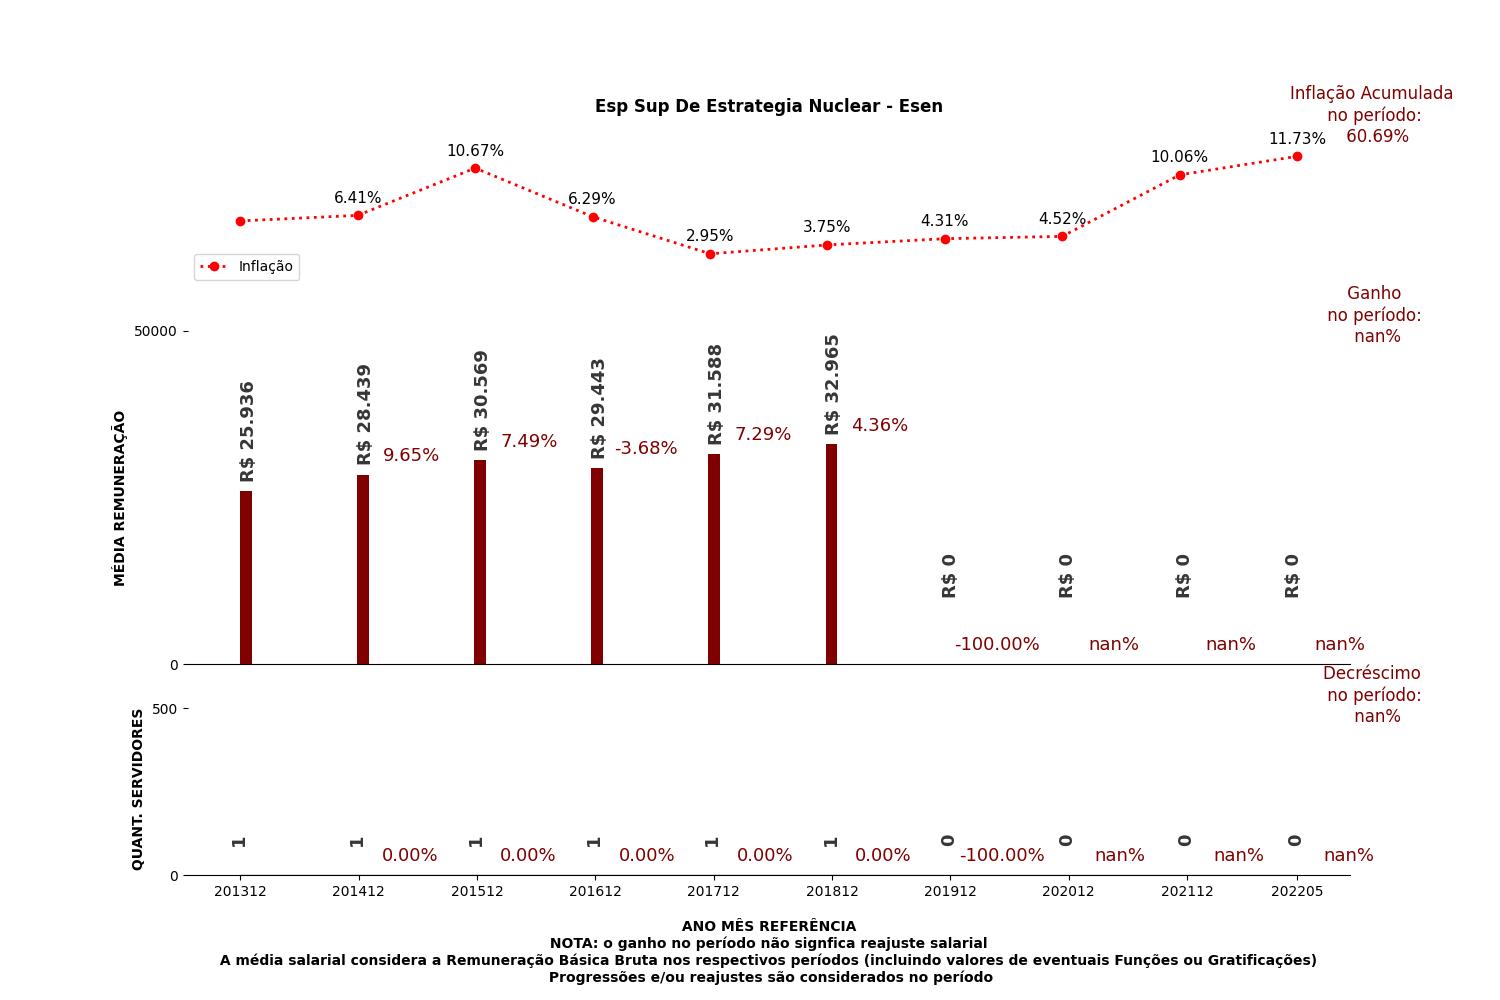 Esp Sup De Estrategia Nuclear - Esen
Inflação Acumulada
no período:
60.69%
6.41%
10.67%
6.29%
2.95%
3.75%
4.31%
4.52%
10.06%
11.73%
Inflação
Ganho
no período:
nan%
MÉDIA REMUNERAÇÃO
50000
0
R$ 25.936
R$ 28.439
R$ 30.569
R$ 29.443
R$ 31.588
R$ 32.965
R$ 0
R$ 0
R$ 0
R$ 0
9.65%
7.49%
-3.68%
7.29%
4.36%
-100.00%
nan%
nan%
nan%
Decréscimo
no período:
nan%
QUANT. SERVIDORES
500
0
1
1
1
1
1
1
0
0
0
0
0.00%
0.00%
0.00%
0.00%
0.00%
-100.00%
nan%
nan%
nan%
201312
201412
201512
201612
201712
201812
201912
202012
202112
202205
ANO MÊS REFERÊNCIA
NOTA: o ganho no período não signfica reajuste salarial
A média salarial considera a Remuneração Básica Bruta nos respectivos períodos (incluindo valores de eventuais Funções ou Gratificações)
Progressões e/ou reajustes são considerados no período